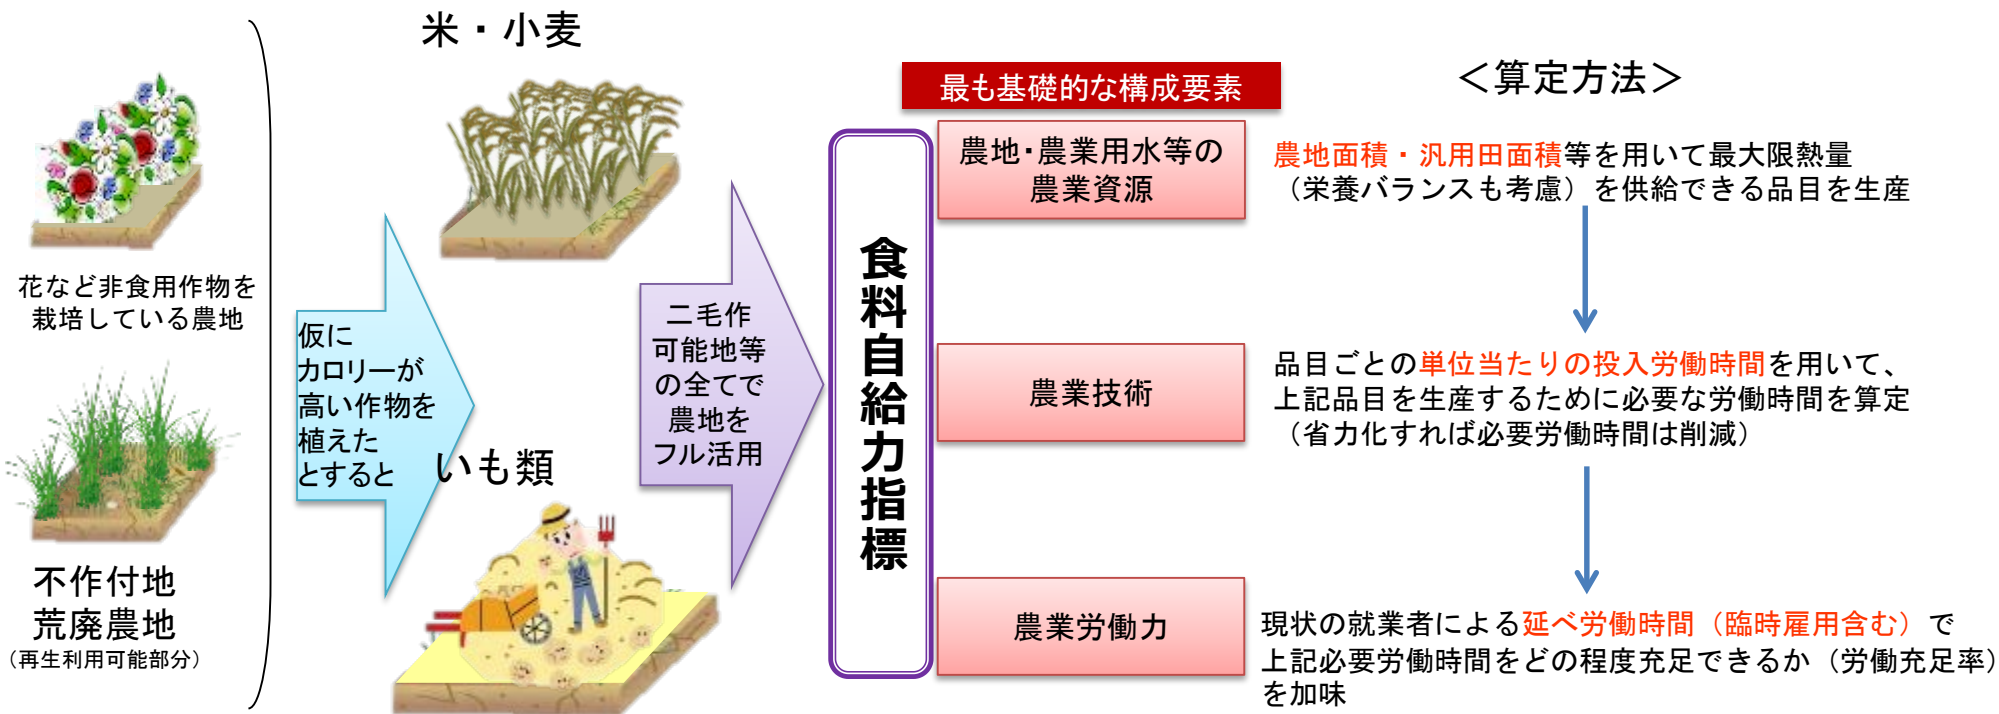 花など非食用作物を
栽培している農地
不作付地
荒廃農地
（再生利用可能部分）
仮に
カロリーが
高い作物を
植えた
とすると
米・小麦
いも類
二毛作
可能地等
の全てで
農地を
フル活用
食料自給力指標
最も基礎的な構成要素
＜算定方法＞
農地・農業用水等の
農業資源
農地面積・汎用田面積等を用いて最大限熱量
（栄養バランスも考慮）を供給できる品目を生産
農業技術
品目ごとの単位当たりの投入労働時間を用いて、
上記品目を生産するために必要な労働時間を算定
（省力化すれば必要労働時間は削減）
農業労働力
現状の就業者による延べ労働時間（臨時雇用含む）で
上記必要労働時間をどの程度充足できるか（労働充足率）
を加味